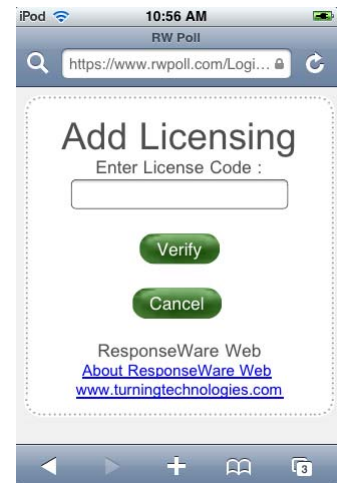 iPod 10:56 AM
RW Poll
https://www.rwpoll.com/Logi...
Add Licensing
Enter License Code :
Verify
Cancel
ResponseWare Web
About ResponseWare Web
www.turningtechnologies.com
3